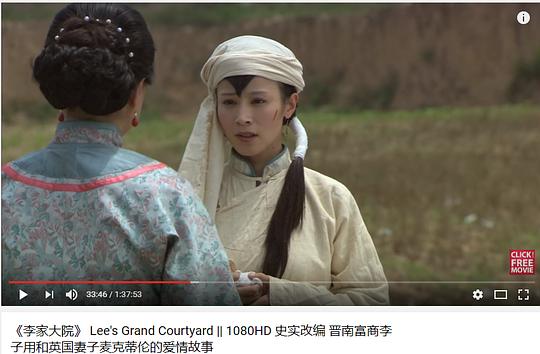 CLICK!
FREE
MOVIE
33:46 / 1:37:53
《李家大院》 Lee's Grand Courtyard || 1080HD 史实改编 晋南富商李
子用和英国妻子麦克蒂伦的爱情故事